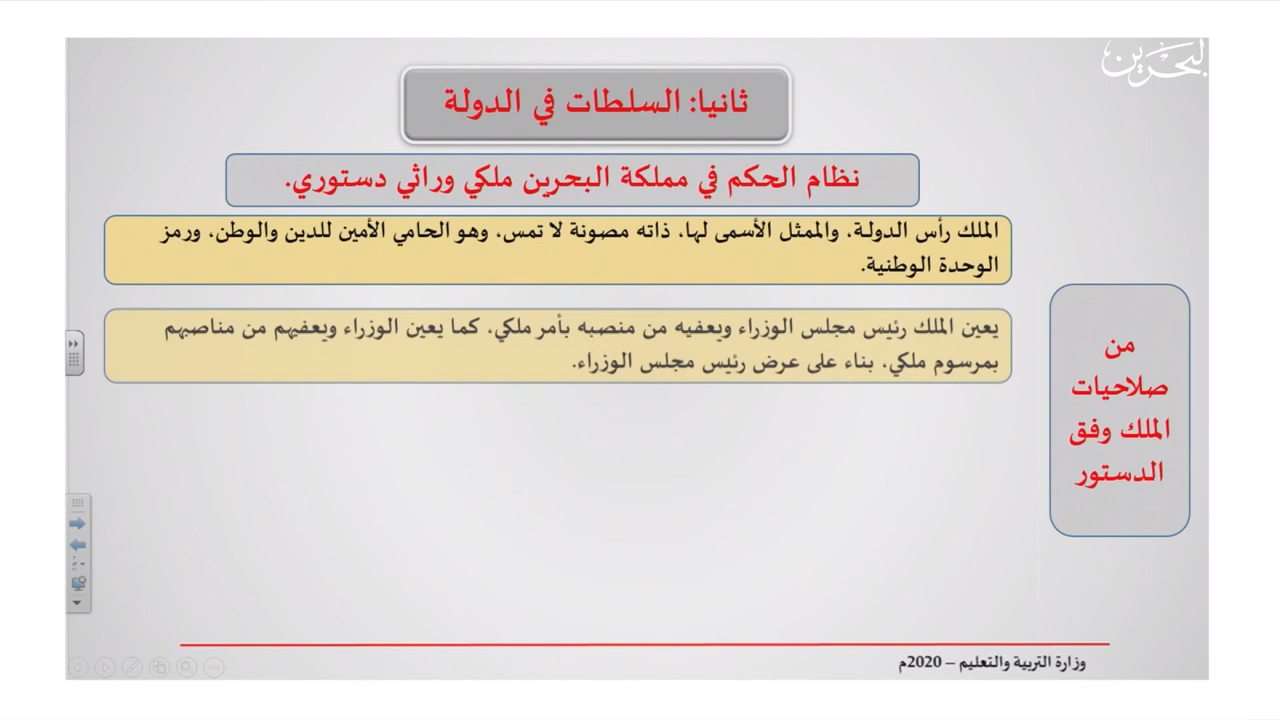 البحرين
ثانيا: السلطات في الدولة
نظام الحكم في مملكة البحرين ملكي وراثي دستوري.
الملك رأس الدولة، والممثل الأسمى لها، ذاته مصونة لا تمس، وهو الحامي الأمين للدين والوطن، ورمز
الوحدة الوطنية.
يعين الملك رئيس مجلس الوزراء ويعفيه من منصبه بأمر ملكي، كما يعين الوزراء ويعفيهم من مناصبهم
بمرسوم ملكي، بناء على عرض رئيس مجلس الوزراء.
من
صلاحيات
الملك وفق
الدستور
وزارة التربية والتعليم – 2020م